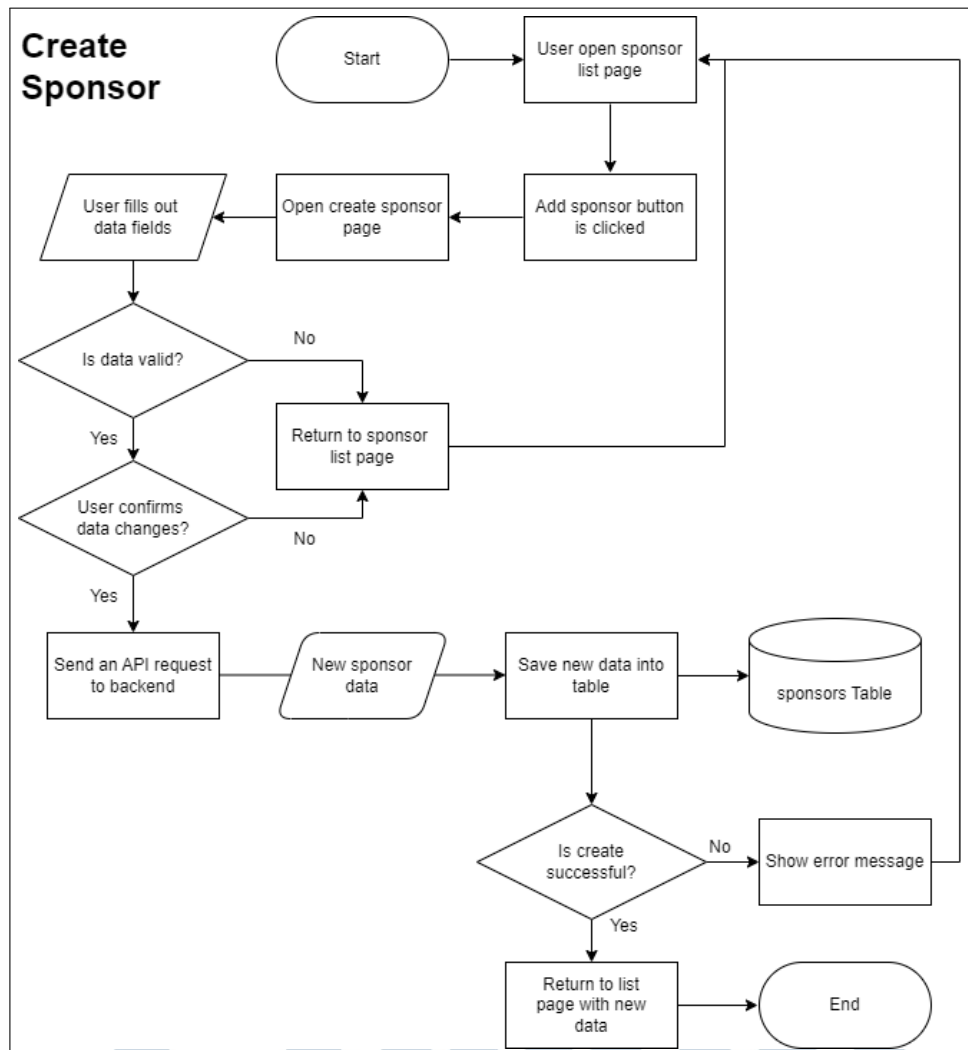 Create
Sponsor
Start
User open sponsor
list page
User fills out
data fields
Open create sponsor
page
Add sponsor button
is clicked
Is data valid?
No
Yes
Return to sponsor
list page
User confirms
data changes?
No
Yes
Send an API request
to backend
New sponsor
data
Save new data into
table
sponsors Table
Is create
successful?
No
Show error message
Yes
Return to list
page with new
data
End